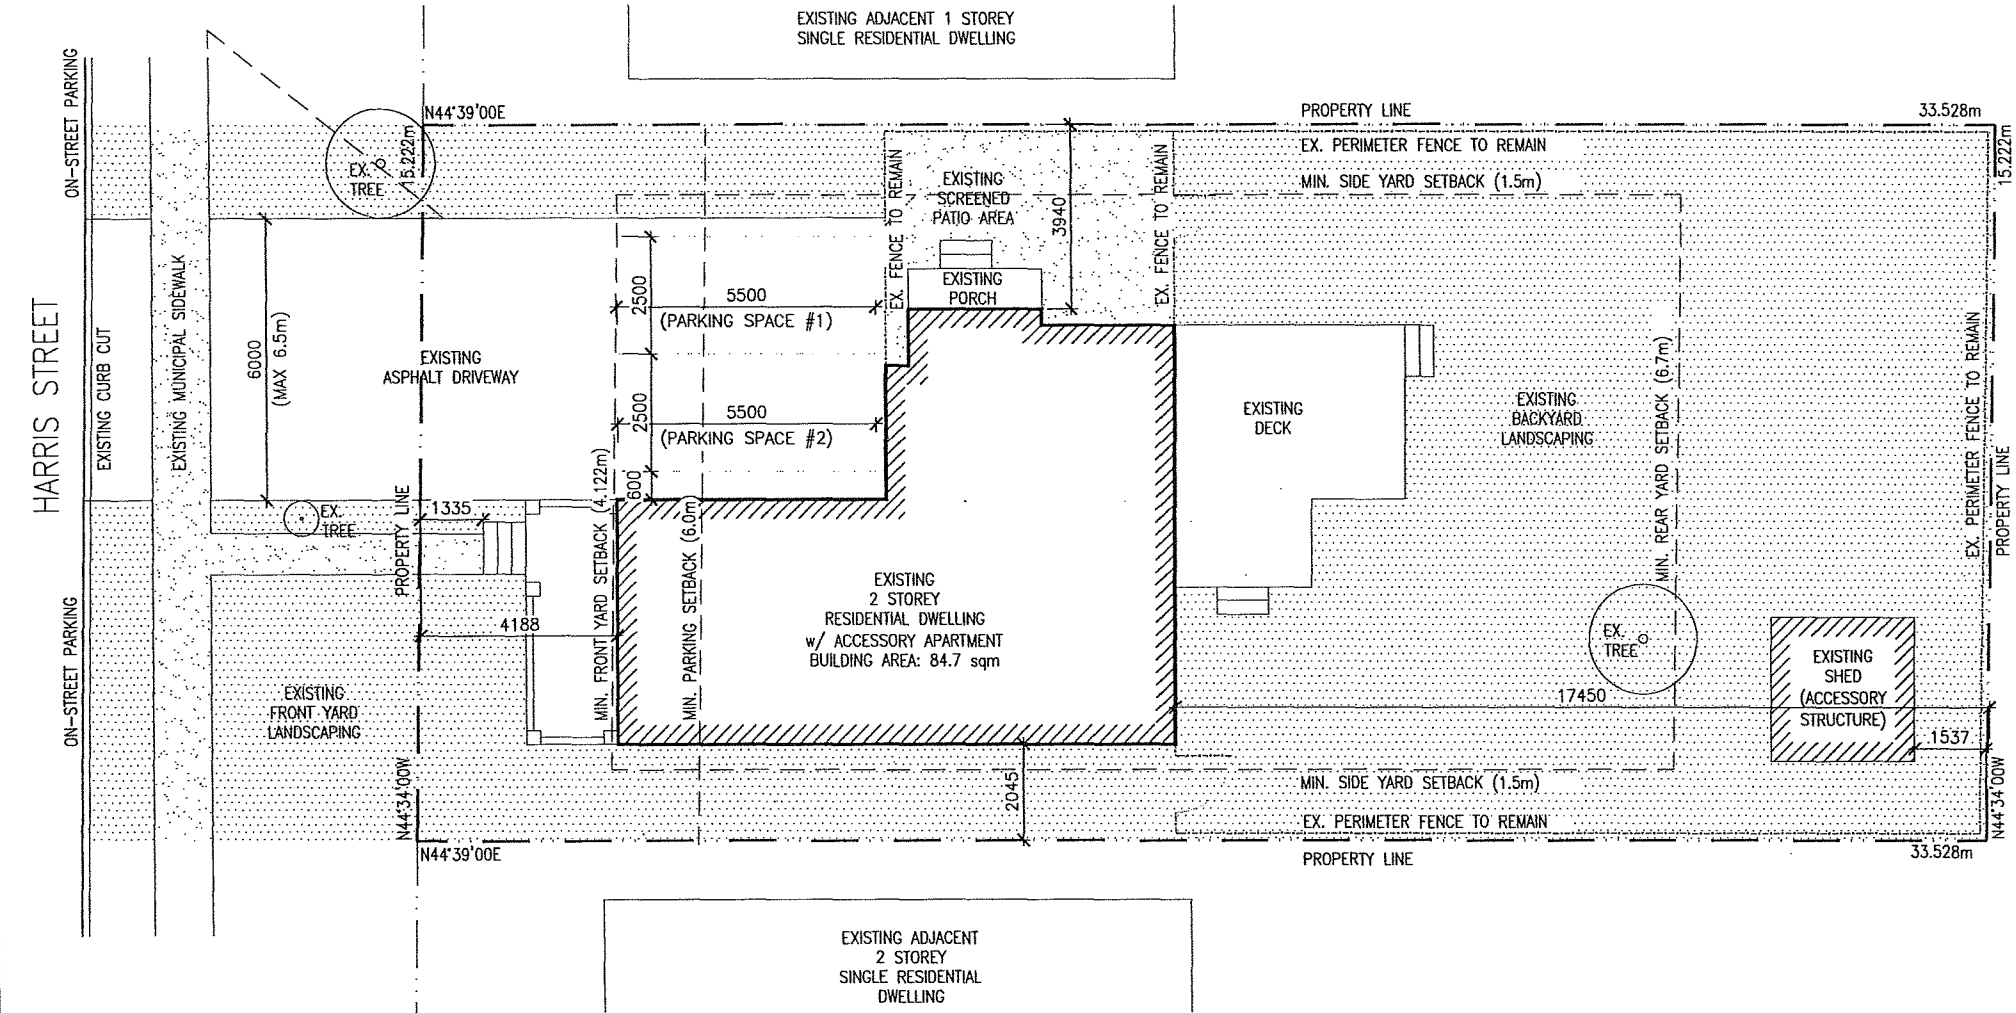 EXISTING ADJACENT 1 STOREY
SINGLE RESIDENTIAL DWELLING
ON-STREET PARKING
N44°39'00E
PROPERTY LINE
33.528m
15.222m
EX. PERIMETER FENCE TO REMAIN
MIN. SIDE YARD SETBACK (1.5m)
EX.
TREE
EX. FENCE TO REMAIN
EXISTING
SCREENED
PATIO AREA
3940
EX. FENCE TO REMAIN
15.222m
HARRIS STREET
EXISTING CURB CUT
EXISTING MUNICIPAL SIDEWALK
6000
(MAX 6.5m)
EXISTING
ASPHALT DRIVEWAY
2500
5500
(PARKING SPACE #1)
2500
5500
(PARKING SPACE #2)
600
EXISTING
PORCH
EXISTING
DECK
EXISTING
BACKYARD
LANDSCAPING
MIN. REAR YARD SETBACK (6.7m)
EX. PERIMETER FENCE TO REMAIN
PROPERTY LINE
EX.
TREE
PROPERTY LINE
1335
MIN. FRONT YARD SETBACK (4.122m)
MIN. PARKING SETBACK (6.0m)
4188
EXISTING
2 STOREY
RESIDENTIAL DWELLING
w/ ACCESSORY APARTMENT
BUILDING AREA: 84.7 sqm
EX.
TREE
EXISTING
SHED
(ACCESSORY
STRUCTURE)
17450
1537
ON-STREET PARKING
EXISTING
FRONT YARD
LANDSCAPING
N44°34'00W
2045
MIN. SIDE YARD SETBACK (1.5m)
EX. PERIMETER FENCE TO REMAIN
N44°34'00W
N44°39'00E
PROPERTY LINE
33.528m
EXISTING ADJACENT
2 STOREY
SINGLE RESIDENTIAL
DWELLING